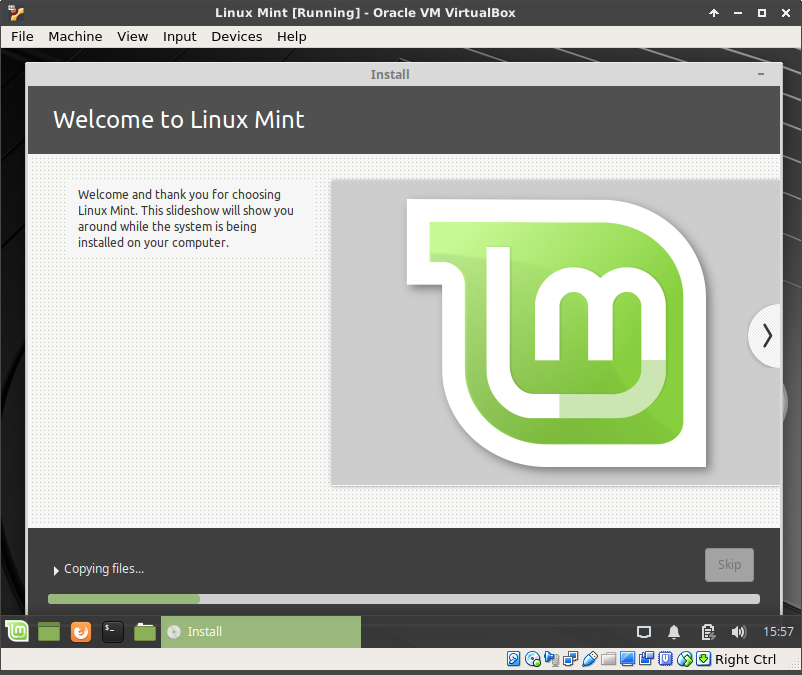 Linux Mint [Running] - Oracle VM VirtualBox
File Machine View Input Devices Help
Install
Welcome to Linux Mint
Welcome and thank you for choosing
Linux Mint. This slideshow will show you
around while the system is being
installed on your computer.
Copying files...
Skip
Install
15:57
Right Ctrl